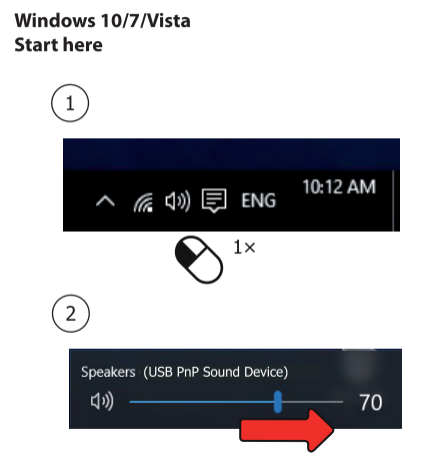 Windows 10/7/Vista
Start here
1
ENG
10:12 AM
1×
2
Speakers (USB PnP Sound Device)
70